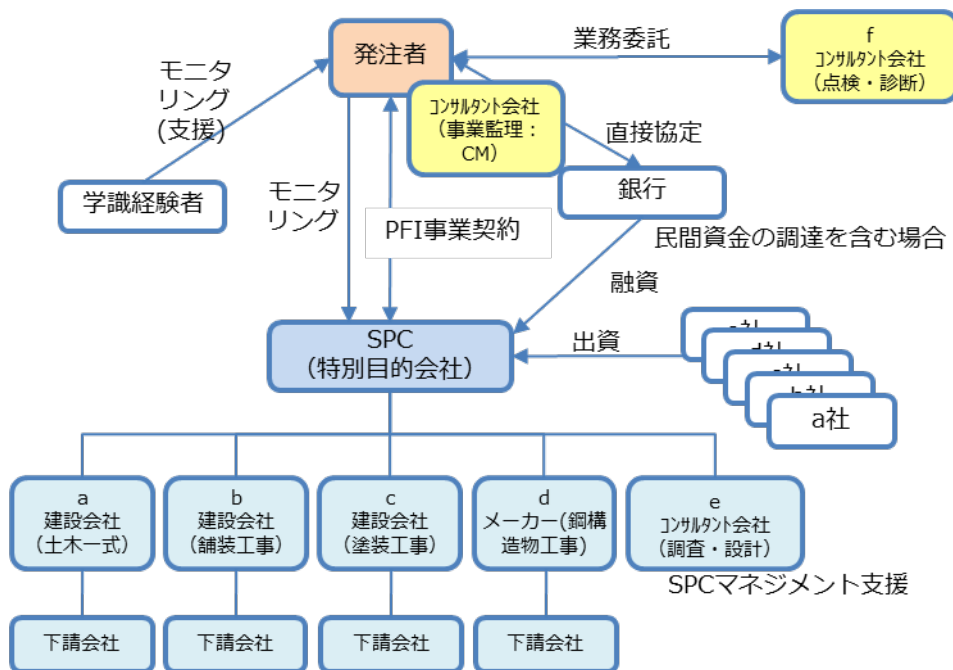 発注者
業務委託
f
コンサルタント会社
（点検・診断）
モニタ
リング
(支援)
コンサルタント会社
（事業監理：
CM）
直接協定
学識経験者
モニタ
リング
PFI事業契約
銀行
民間資金の調達を含む場合
融資
SPC
（特別目的会社）
出資
a社
a
建設会社
（土木一式）
b
建設会社
（舗装工事）
c
建設会社
（塗装工事）
d
メーカー(鋼構
造物工事)
e
コンサルタント会社
（調査・設計）
SPCマネジメント支援
下請会社
下請会社
下請会社
下請会社